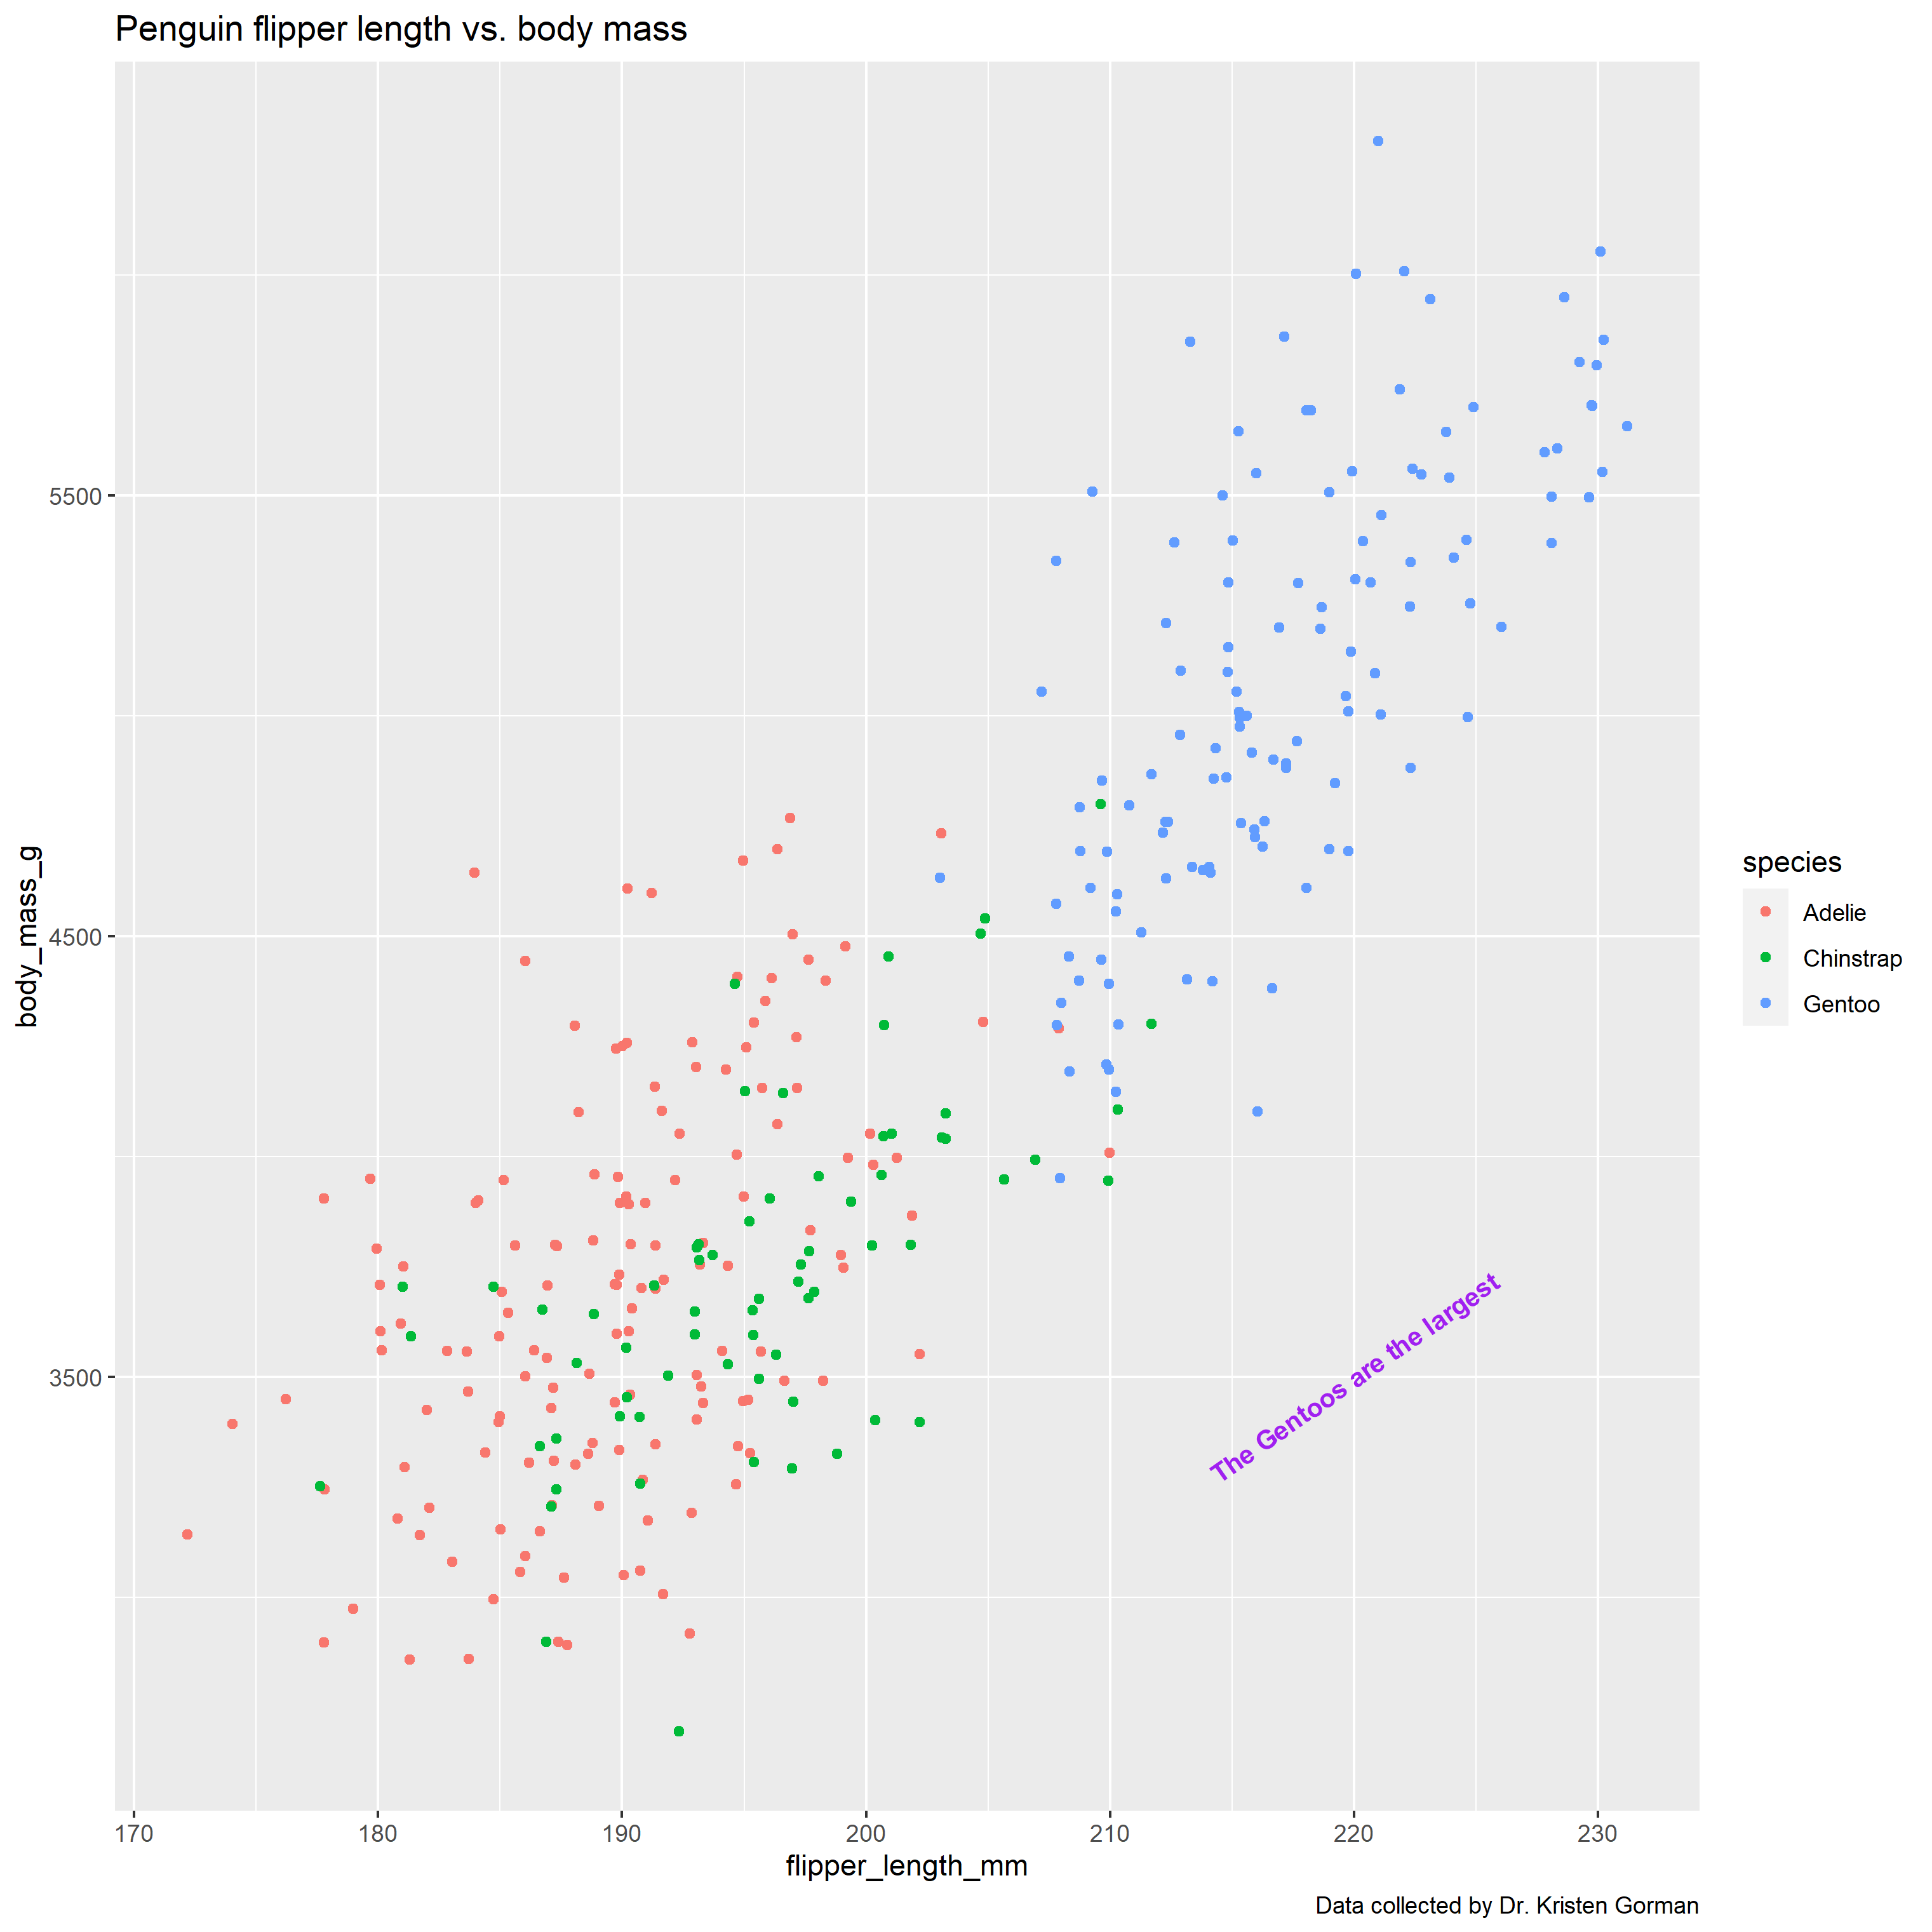 Penguin flipper length vs. body mass
body_mass_g
5500
4500
3500
The Gentoos are the largest
species
Adelie
Chinstrap
Gentoo
170 180 190 200 210 220 230
flipper_length_mm
Data collected by Dr. Kristen Gorman